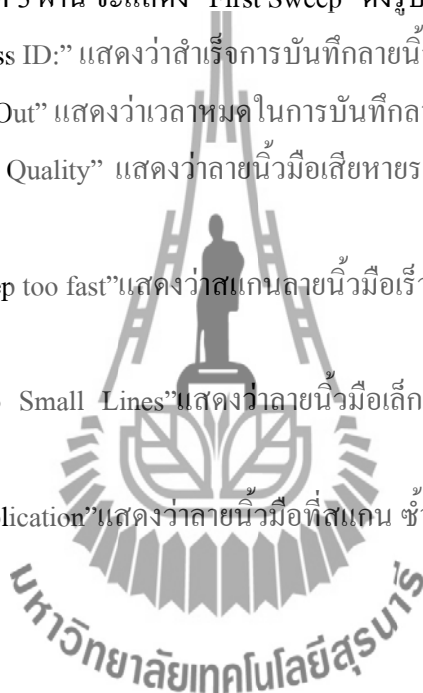 3 ผ่าน จะแสดง "First Sweep" ดังรูป
ss ID:" แสดงว่าสำเร็จการบันทึกลายนิ้
Out" แสดงว่าเวลาหมดในการบันทึกลา
Quality" แสดงว่าลายนิ้วมือเสียหายร
p too fast"แสดงว่าสแกนลายนิ้วมือเร็ว
Small Lines"แสดงว่าลายนิ้วมือเล็ก
lication"แสดงว่าลายนิ้วมือที่สแกน ซ้ำ
มหาวิทยาลัยเทคโนโลยีสุรนารี